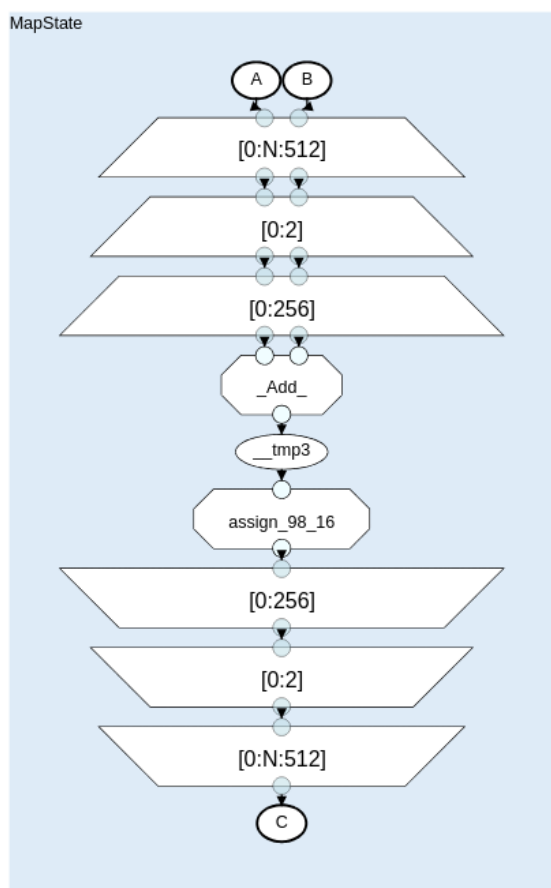 MapState
A B
[0:N:512]
[0:2]
[0:256]
_Add_
__tmp3
assign_98_16
[0:256]
[0:2]
[0:N:512]
C